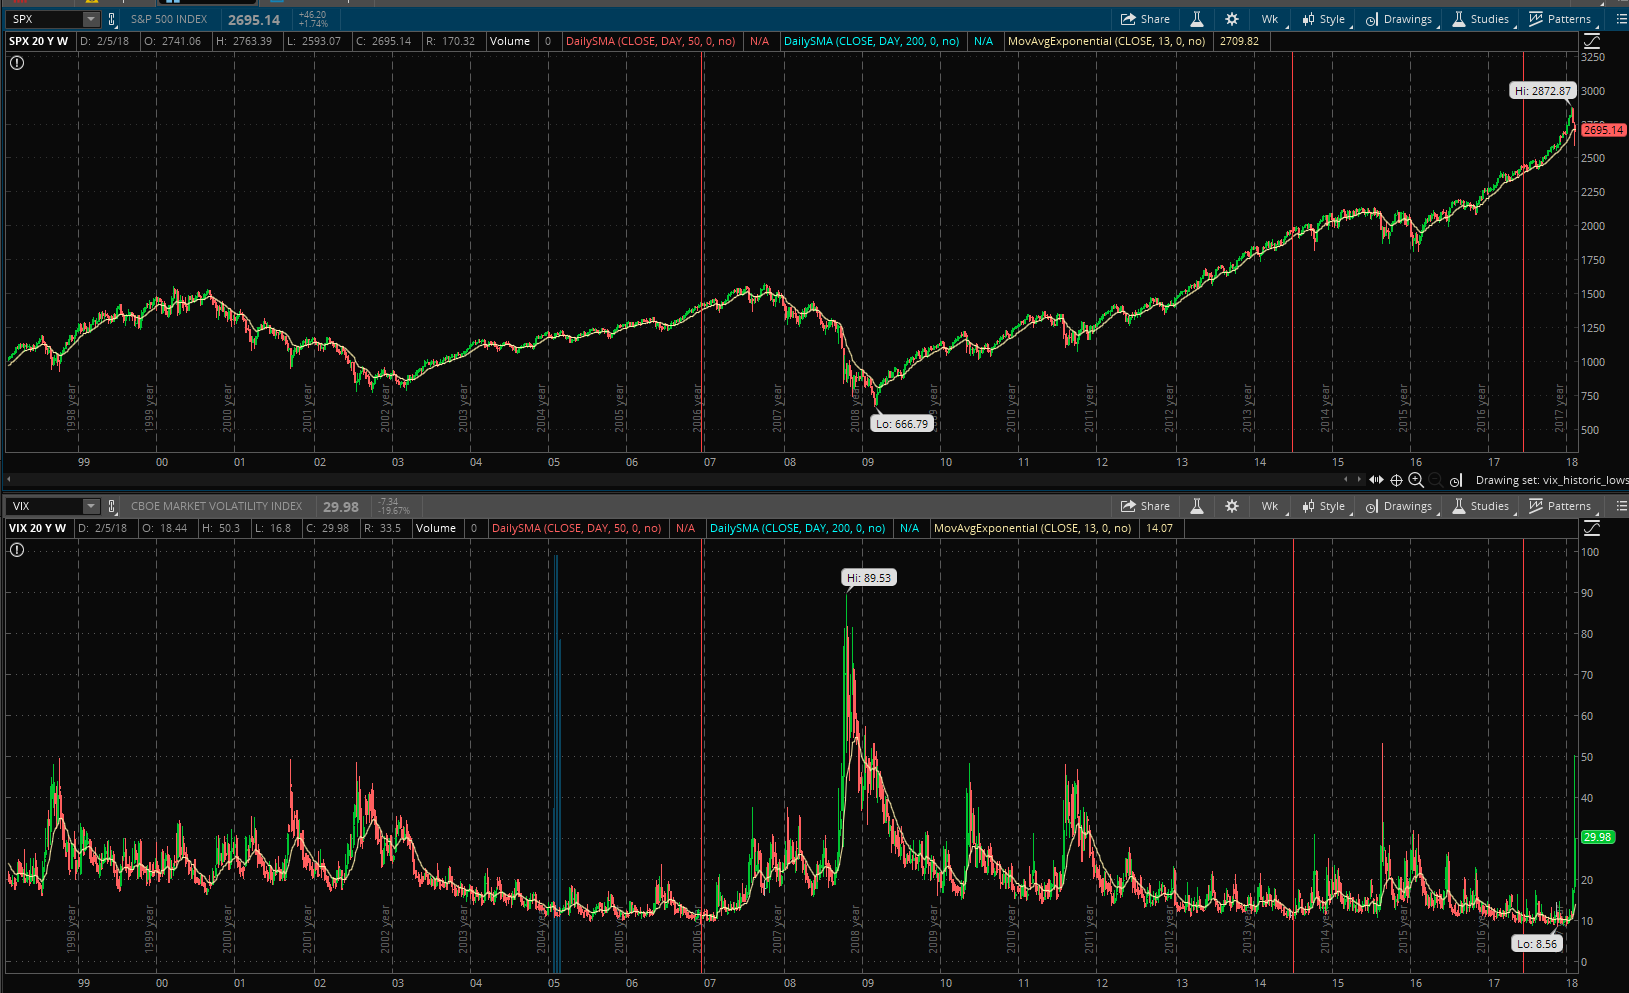 SPX S&P 500 INDEX 2695.14 +46.20 +1.74% Share Wk Style Drawings Studies Patterns
SPX 20 Y W D: 2/5/18 O: 2741.06 H: 2763.39 L: 2593.07 C: 2695.14 R: 170.32 Volume 0 DailySMA (CLOSE, DAY, 50, 0, no) N/A DailySMA (CLOSE, DAY, 200, 0, no) N/A MovAvgExponential (CLOSE, 13, 0, no) 2709.82
3250
Hi: 2872.87 3000
2695.14
2500
2250
2000
1750
1500
1250
1000
750
Lo: 666.79
500
1998 year 1999 year 2000 year 2001 year 2002 year 2003 year 2004 year 2005 year 2006 year 2007 year 2008 year 2010 year 2011 year 2012 year 2013 year 2014 year 2015 year 2016 year 2017 year
99 00 01 02 03 04 05 06 07 08 09 10 11 12 13 14 15 16 17 18
Drawing set: vix_historic_lows
VIX CBOE MARKET VOLATILITY INDEX 29.98 -7.34 -19.67% Share Wk Style Drawings Studies Patterns
VIX 20 Y W D: 2/5/18 O: 18.44 H: 50.3 L: 16.8 C: 29.98 R: 33.5 Volume 0 DailySMA (CLOSE, DAY, 50, 0, no) N/A DailySMA (CLOSE, DAY, 200, 0, no) N/A MovAvgExponential (CLOSE, 13, 0, no) 14.07
100
Hi: 89.53
90
80
70
60
50
40
29.98
20
10
Lo: 8.56
0
1998 year 1999 year 2000 year 2001 year 2002 year 2003 year 2004 year 2005 year 2006 year 2007 year 2008 year 2009 year 2010 year 2011 year 2012 year 2013 year 2014 year 2015 year 2016 year 2017 year
99 00 01 02 03 04 05 06 07 08 09 10 11 12 13 14 15 16 17 18